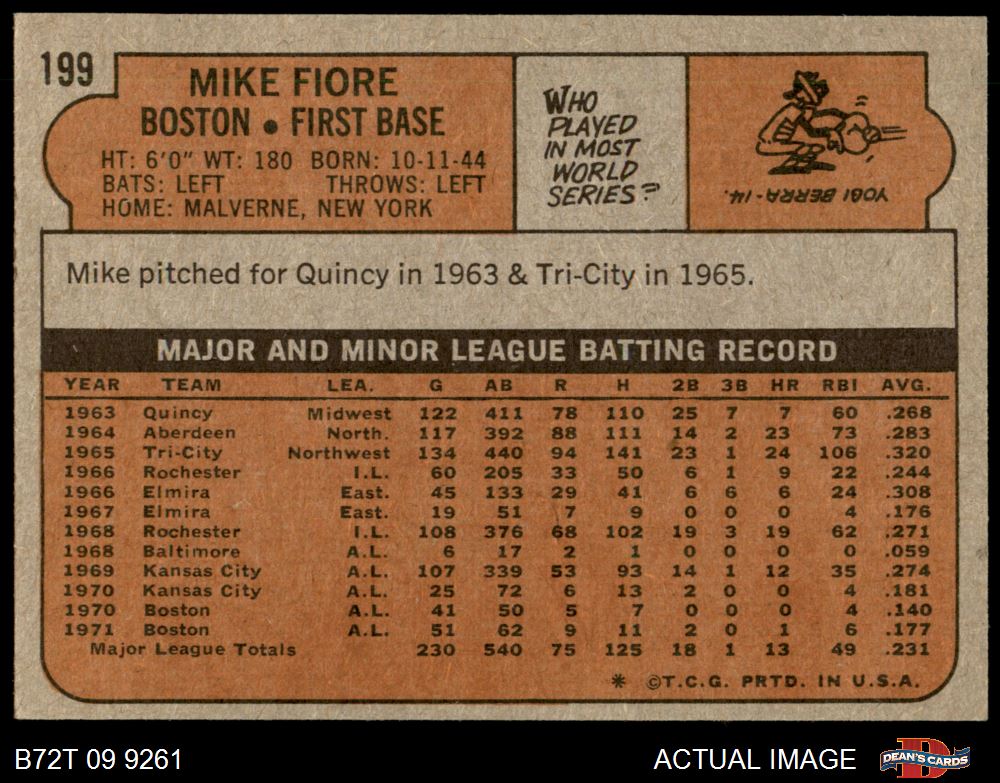 199
MIKE FIORE
BOSTON • FIRST BASE
HT: 6'0" WT: 180 BORN: 10-11-44
BATS: LEFT THROWS: LEFT
HOME: MALVERNE, NEW YORK
WHO
PLAYED
IN MOST
WORLD
SERIES?
YOGI BERRA-14.
Mike pitched for Quincy in 1963 & Tri-City in 1965.
MAJOR AND MINOR LEAGUE BATTING RECORD
YEAR TEAM LEA. G AB R H 2B 3B HR RBI AVG.
1963 Quincy Midwest 122 411 78 110 25 7 7 60 .268
1964 Aberdeen North. 117 392 88 111 14 2 23 73 .283
1965 Tri-City Northwest 134 440 94 141 23 1 24 106 .320
1966 Rochester I.L. 60 205 33 50 6 1 9 22 .244
1966 Elmira East. 45 133 29 41 6 6 6 24 .308
1967 Elmira East. 19 51 7 9 0 0 0 4 .176
1968 Rochester I.L. 108 376 68 102 19 3 19 62 .271
1968 Baltimore A.L. 6 17 2 1 0 0 0 0 .059
1969 Kansas City A.L. 107 339 53 93 14 1 12 35 .274
1970 Kansas City A.L. 25 72 6 13 2 0 0 4 .181
1970 Boston A.L. 41 50 5 7 0 0 0 4 .140
1971 Boston A.L. 51 62 9 11 2 0 1 6 .177
Major League Totals 230 540 75 125 18 1 13 49 .231
* ©T.C.G. PRTD. IN U.S.A.
B72T 09 9261 ACTUAL IMAGE DEAN'S CARDS